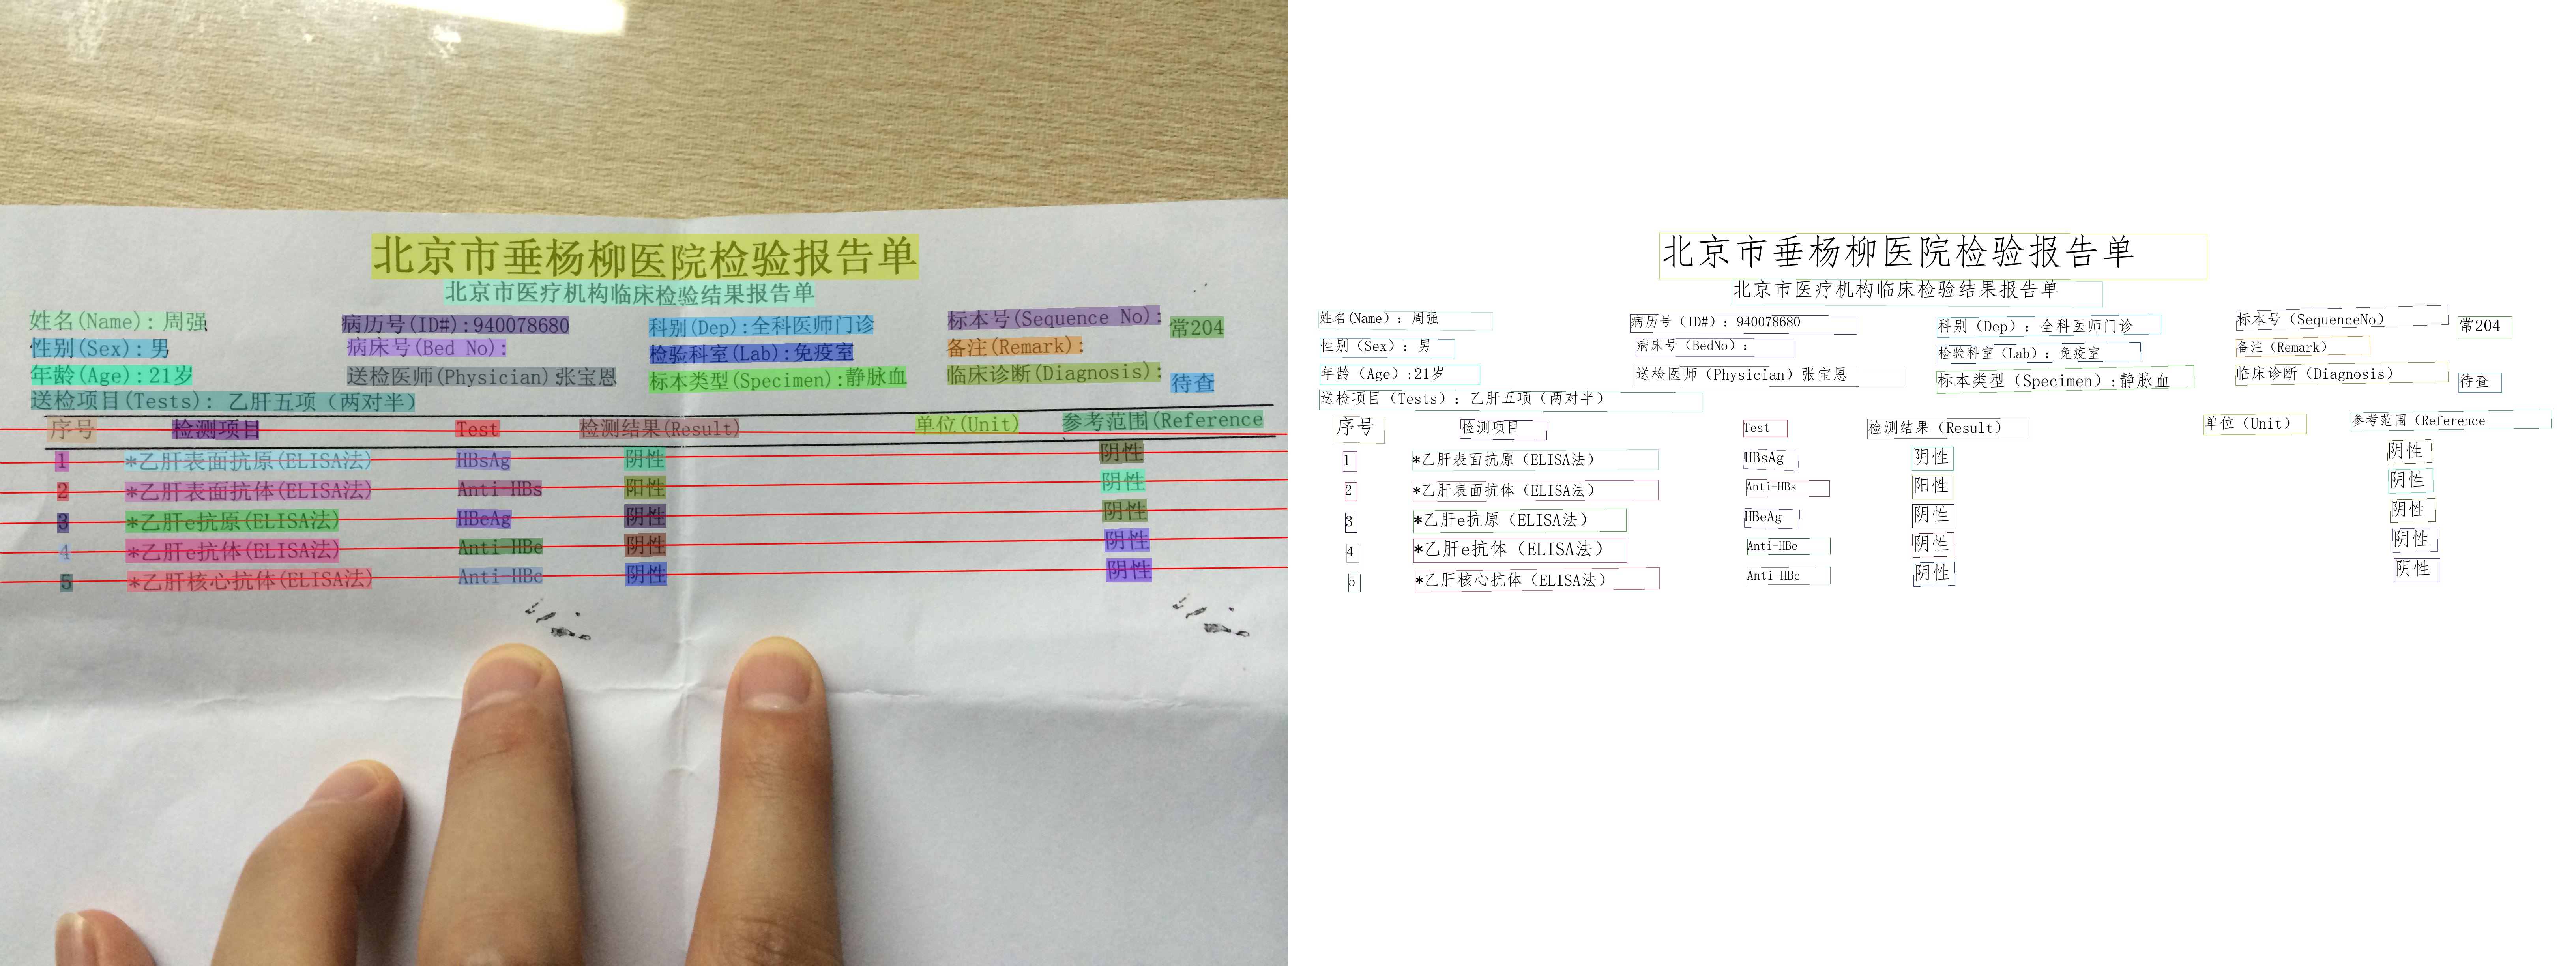 北京市垂杨柳医院检验报告单
北京市医疗机构临床检验结果报告单
姓名(Name): 周强 病历号(ID#):940078680 科别(Dep):全科医师门诊 标本号(Sequence No): 常204
性别(Sex): 男 病床号(Bed No): 检验科室(Lab):免疫室 备注(Remark):
年龄(Age):21岁 送检医师(Physician)张宝恩 标本类型(Specimen):静脉血 临床诊断(Diagnosis): 待查
送检项目(Tests): 乙肝五项（两对半）
序号 检测项目 Test 检测结果(Result) 单位(Unit) 参考范围(Reference
1 *乙肝表面抗原(ELISA法) HBsAg 阴性 阴性
2 *乙肝表面抗体(ELISA法) Anti-HBs 阳性 阴性
3 *乙肝e抗原(ELISA法) HBeAg 阴性 阴性
4 *乙肝e抗体(ELISA法) Anti-HBe 阴性 阴性
5 *乙肝核心抗体(ELISA法) Anti-HBc 阴性 阴性
北京市垂杨柳医院检验报告单
北京市医疗机构临床检验结果报告单
姓名(Name): 周强 病历号（ID#）: 940078680 科别（Dep）: 全科医师门诊 标本号（SequenceNo） 常204
性别（Sex）: 男 病床号（BedNo）: 检验科室（Lab）: 免疫室 备注（Remark）
年龄（Age）:21岁 送检医师（Physician）张宝恩 标本类型（Specimen）:静脉血 临床诊断（Diagnosis） 待查
送检项目（Tests）: 乙肝五项（两对半）
序号 检测项目 Test 检测结果（Result） 单位（Unit） 参考范围（Reference
1 *乙肝表面抗原（ELISA法） HBsAg 阴性 阴性
2 *乙肝表面抗体（ELISA法） Anti-HBs 阳性 阴性
3 *乙肝e抗原（ELISA法） HBeAg 阴性 阴性
4 *乙肝e抗体（ELISA法） Anti-HBe 阴性 阴性
5 *乙肝核心抗体（ELISA法） Anti-HBc 阴性 阴性